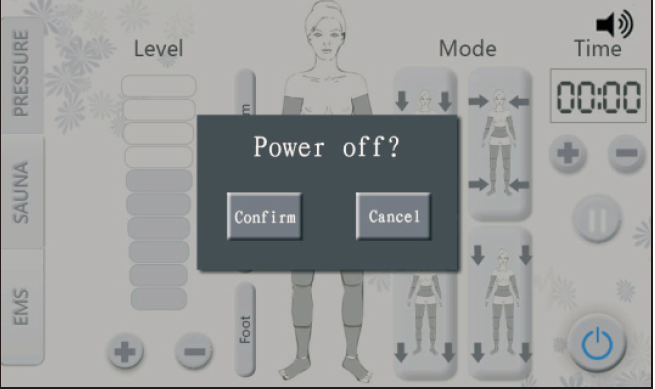 PRESSURE
SAUNA
EMS
Level
Mode
Time
00:00
Power off?
Confirm
Cancel
Foot